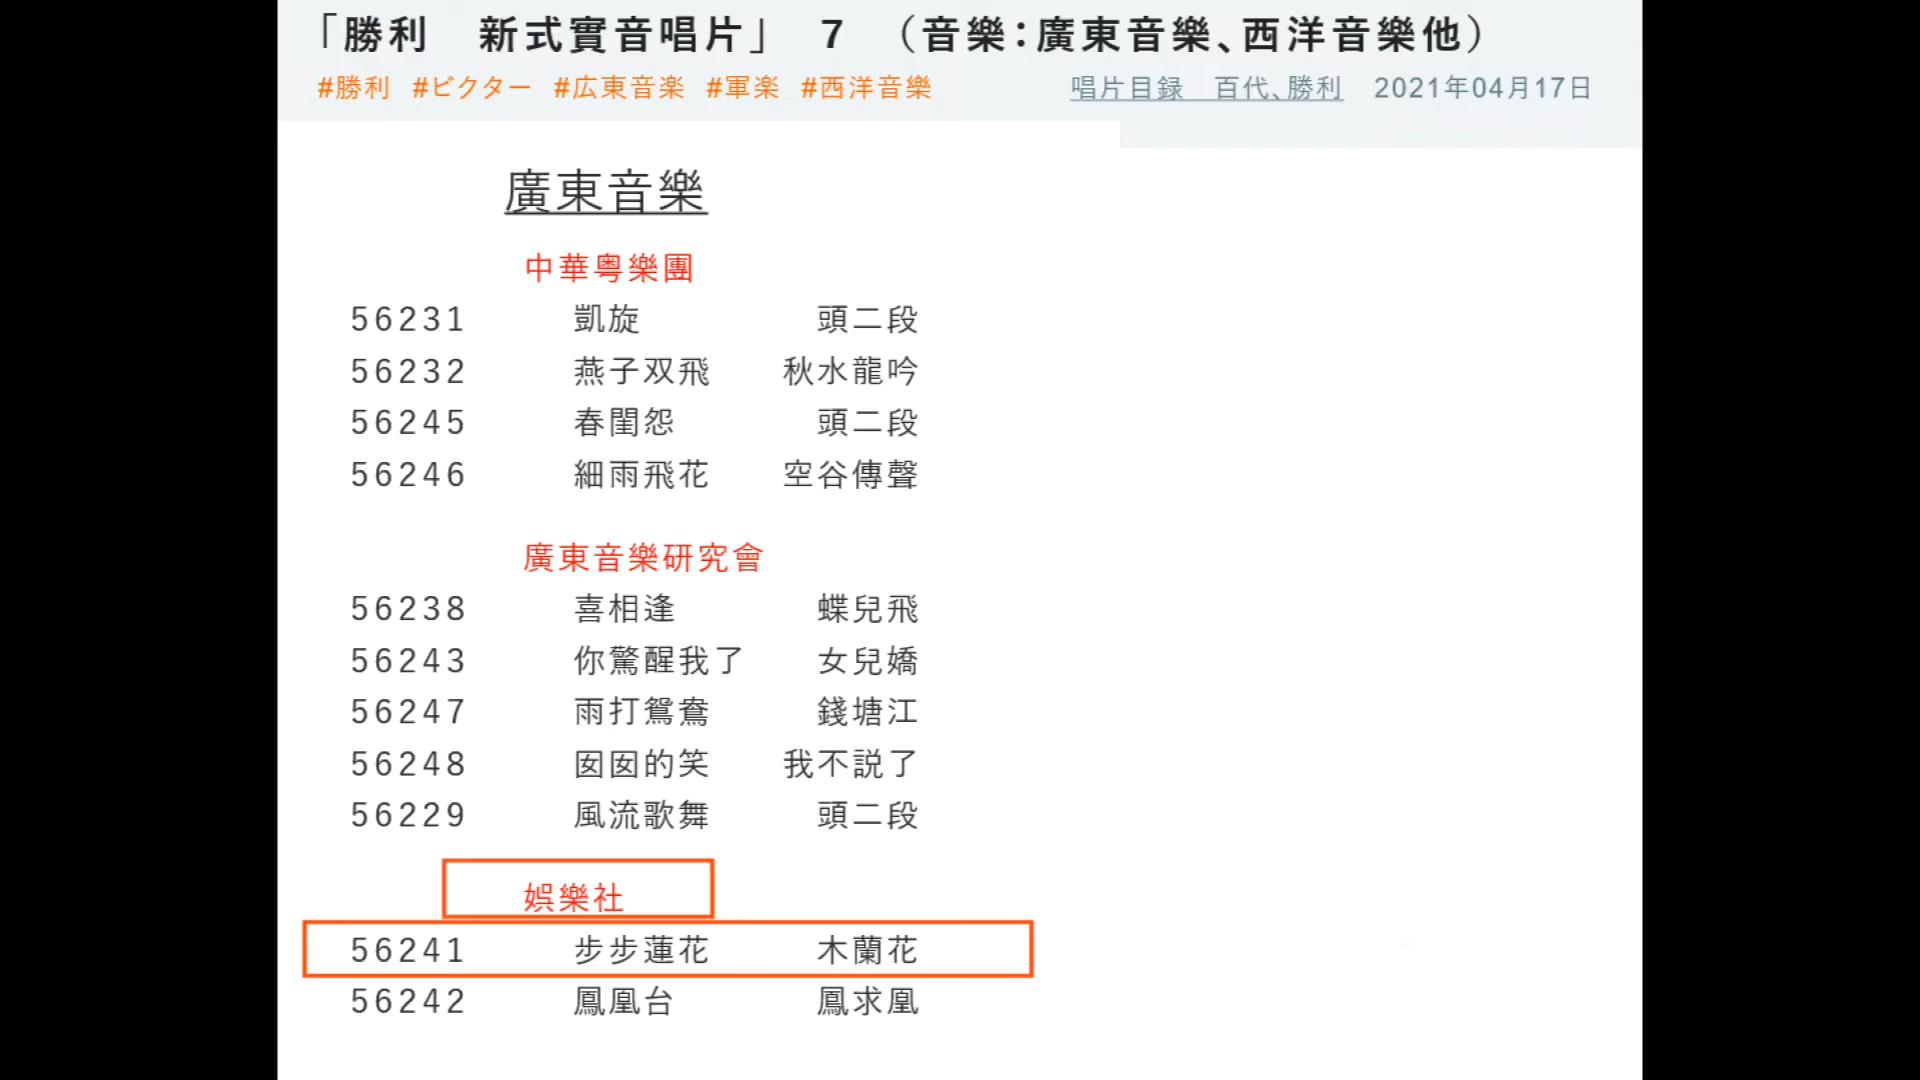 「勝利　新式實音唱片」　7　（音樂：廣東音樂、西洋音樂他）
#勝利 #ビクター #広東音楽 #軍楽 #西洋音樂 唱片目録　百代、勝利 2021年04月17日
廣東音樂
中華粵樂團
56231 凱旋 頭二段
56232 燕子双飛 秋水龍吟
56245 春閨怨 頭二段
56246 細雨飛花 空谷傳聲
廣東音樂研究會
56238 喜相逢 蝶兒飛
56243 你驚醒我了 女兒嬌
56247 雨打鴛鴦 錢塘江
56248 囡囡的笑 我不説了
56229 風流歌舞 頭二段
娯樂社
56241 步步蓮花 木蘭花
56242 鳳凰台 鳳求凰